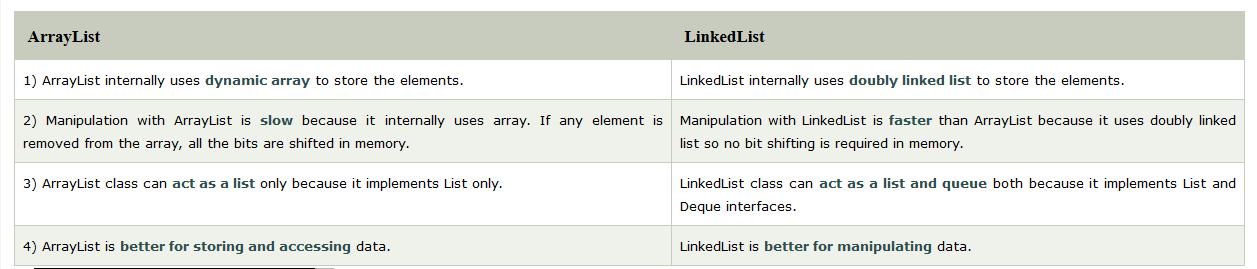 ArrayList
LinkedList
1) ArrayList internally uses dynamic array to store the elements.
LinkedList internally uses doubly linked list to store the elements.
2) Manipulation with ArrayList is slow because it internally uses array. If any element is
removed from the array, all the bits are shifted in memory.
Manipulation with LinkedList is faster than ArrayList because it uses doubly linked
list so no bit shifting is required in memory.
3) ArrayList class can act as a list only because it implements List only.
LinkedList class can act as a list and queue both because it implements List and
Deque interfaces.
4) ArrayList is better for storing and accessing data.
LinkedList is better for manipulating data.